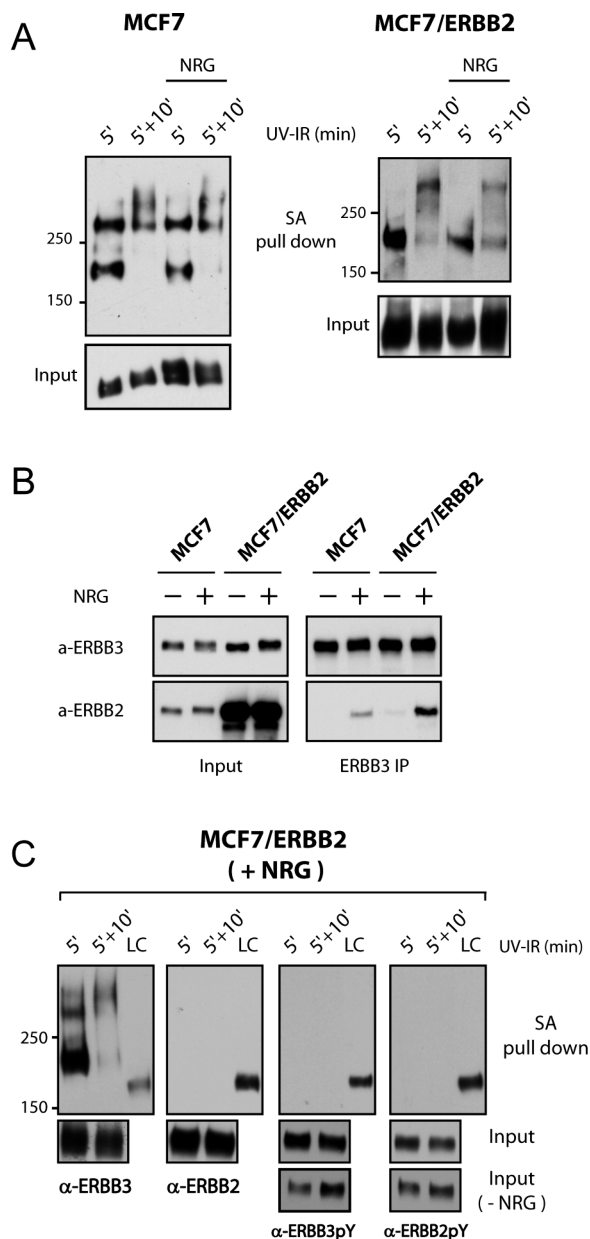 A
MCF7
MCF7/ERBB2
NRG
NRG
5'
5'+10'
5'
5'+10'
UV-IR (min)
5'
5'+10'
5'
5'+10'
250
150
SA
pull down
250
150
Input
Input
B
MCF7
MCF7/ERBB2
MCF7
MCF7/ERBB2
NRG
− + − +
− + − +
a-ERBB3
a-ERBB2
Input
ERBB3 IP
C
MCF7/ERBB2
( + NRG )
5' 5'+10' LC
5' 5'+10' LC
5' 5'+10' LC
5' 5'+10' LC
UV-IR (min)
250
150
SA
pull down
Input
Input
( - NRG )
α-ERBB3
α-ERBB2
α-ERBB3pY
α-ERBB2pY